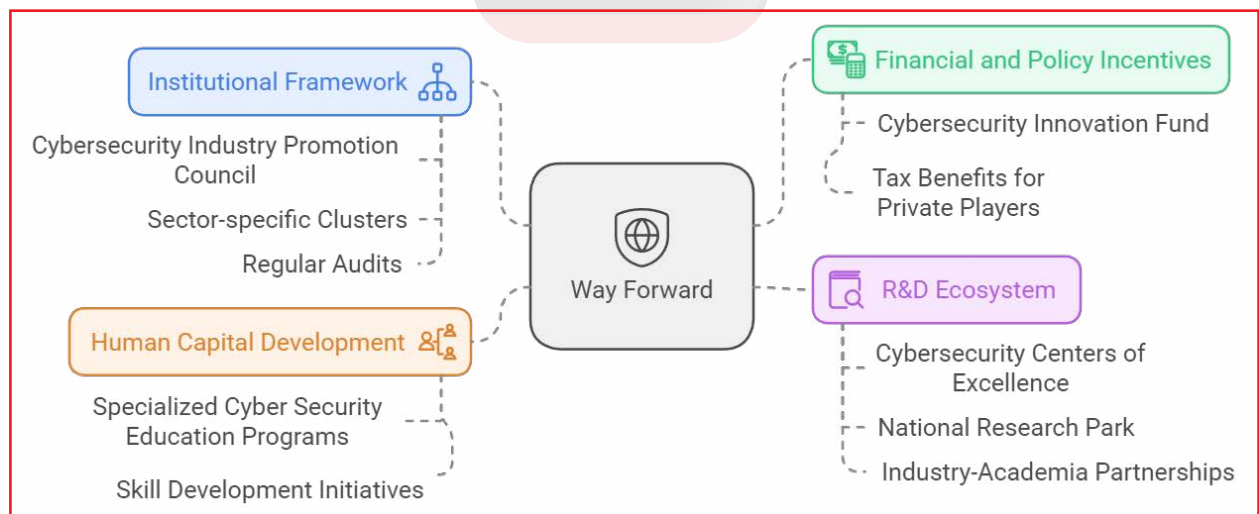 Institutional Framework
Cybersecurity Industry Promotion
Council
Sector-specific Clusters
Regular Audits
Human Capital Development
Specialized Cyber Security
Education Programs
Skill Development Initiatives
Way Forward
Financial and Policy Incentives
Cybersecurity Innovation Fund
Tax Benefits for
Private Players
R&D Ecosystem
Cybersecurity Centers of
Excellence
National Research Park
Industry-Academia Partnerships